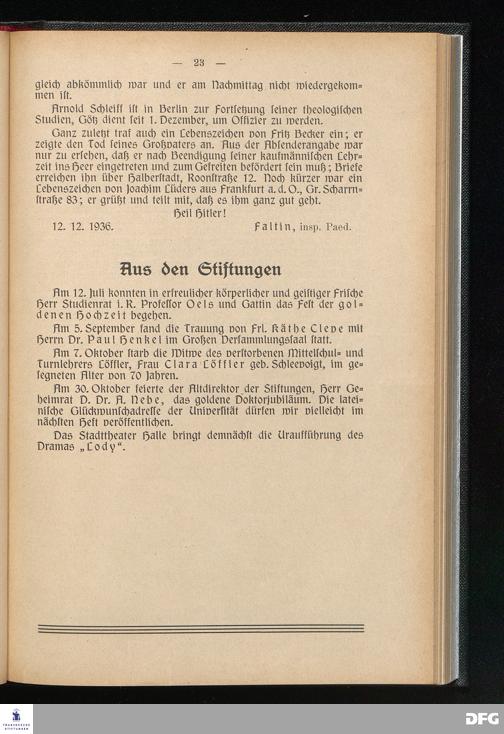 — 23 —
gleich abkömmlich war und er am Nachmittag nicht wiedergekom-
men ist.
Arnold Schleiff ist in Berlin zur Fortsetzung seiner theologischen
Studien, Götz dient seit 1. Dezember, um Offizier zu werden.
Ganz zuletzt traf auch ein Lebenszeichen von Fritz Becker ein; er
zeigte den Tod seines Großvaters an. Aus der Absenderangabe war
nur zu ersehen, daß er nach Beendigung seiner kaufmännischen Lehr-
zeit ins Heer eingetreten und zum Gefreiten befördert sein muß; Briefe
erreichen ihn über Halberstadt, Roonstraße 12. Noch kürzer war ein
Lebenszeichen von Joachim Lüders aus Frankfurt a. d. O., Gr. Scharrn-
straße 83; er grüßt und teilt mit, daß es ihm ganz gut geht.
Heil Hitler!
12. 12. 1936. Faltin, insp. Paed.
Aus den Stiftungen
Am 12. Juli konnten in erfreulicher körperlicher und geistiger Frische
Herr Studienrat i. R. Professor Oels und Gattin das Fest der gol-
denen Hochzeit begehen.
Am 5. September fand die Trauung von Frl. Käthe Cleve mit
Herrn Dr. Paul Henkel im Großen Versammlungssaal statt.
Am 7. Oktober starb die Witwe des verstorbenen Mittelschul- und
Turnlehrers Löffler, Frau Clara Löffler geb. Schleevoigt, im ge-
segneten Alter von 70 Jahren.
Am 30. Oktober feierte der Altdirektor der Stiftungen, Herr Ge-
heimrat D. Dr. A. Nebe, das goldene Doktorjubiläum. Die latei-
nische Glückwunschadresse der Universität dürfen wir vielleicht im
nächsten Heft veröffentlichen.
Das Stadttheater Halle bringt demnächst die Uraufführung des
Dramas „Lody“.
FRANCKESCHE
STIFTUNGEN
DFG